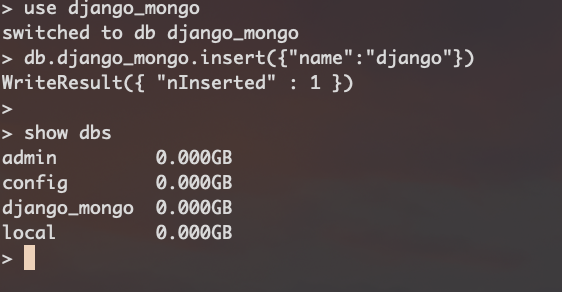 > use django_mongo
switched to db django_mongo
> db.django_mongo.insert({"name":"django"})
WriteResult({ "nInserted" : 1 })
>
> show dbs
admin         0.000GB
config        0.000GB
django_mongo  0.000GB
local         0.000GB
>